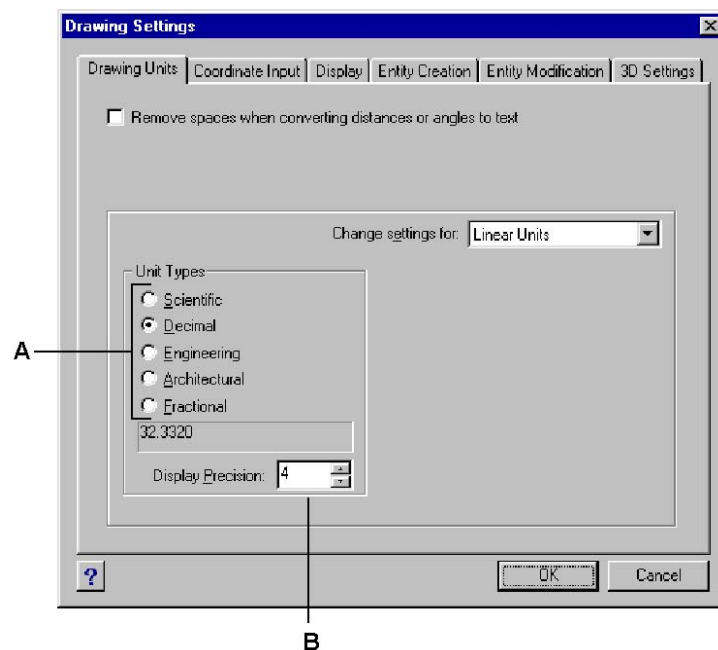 Drawing Settings
Drawing Units Coordinate Input Display Entity Creation Entity Modification 3D Settings
Remove spaces when converting distances or angles to text
Change settings for: Linear Units
Unit Types
Scientific
Decimal
A
Engineering
Architectural
Fractional
32.3320
Display Precision: 4
? OK Cancel
B